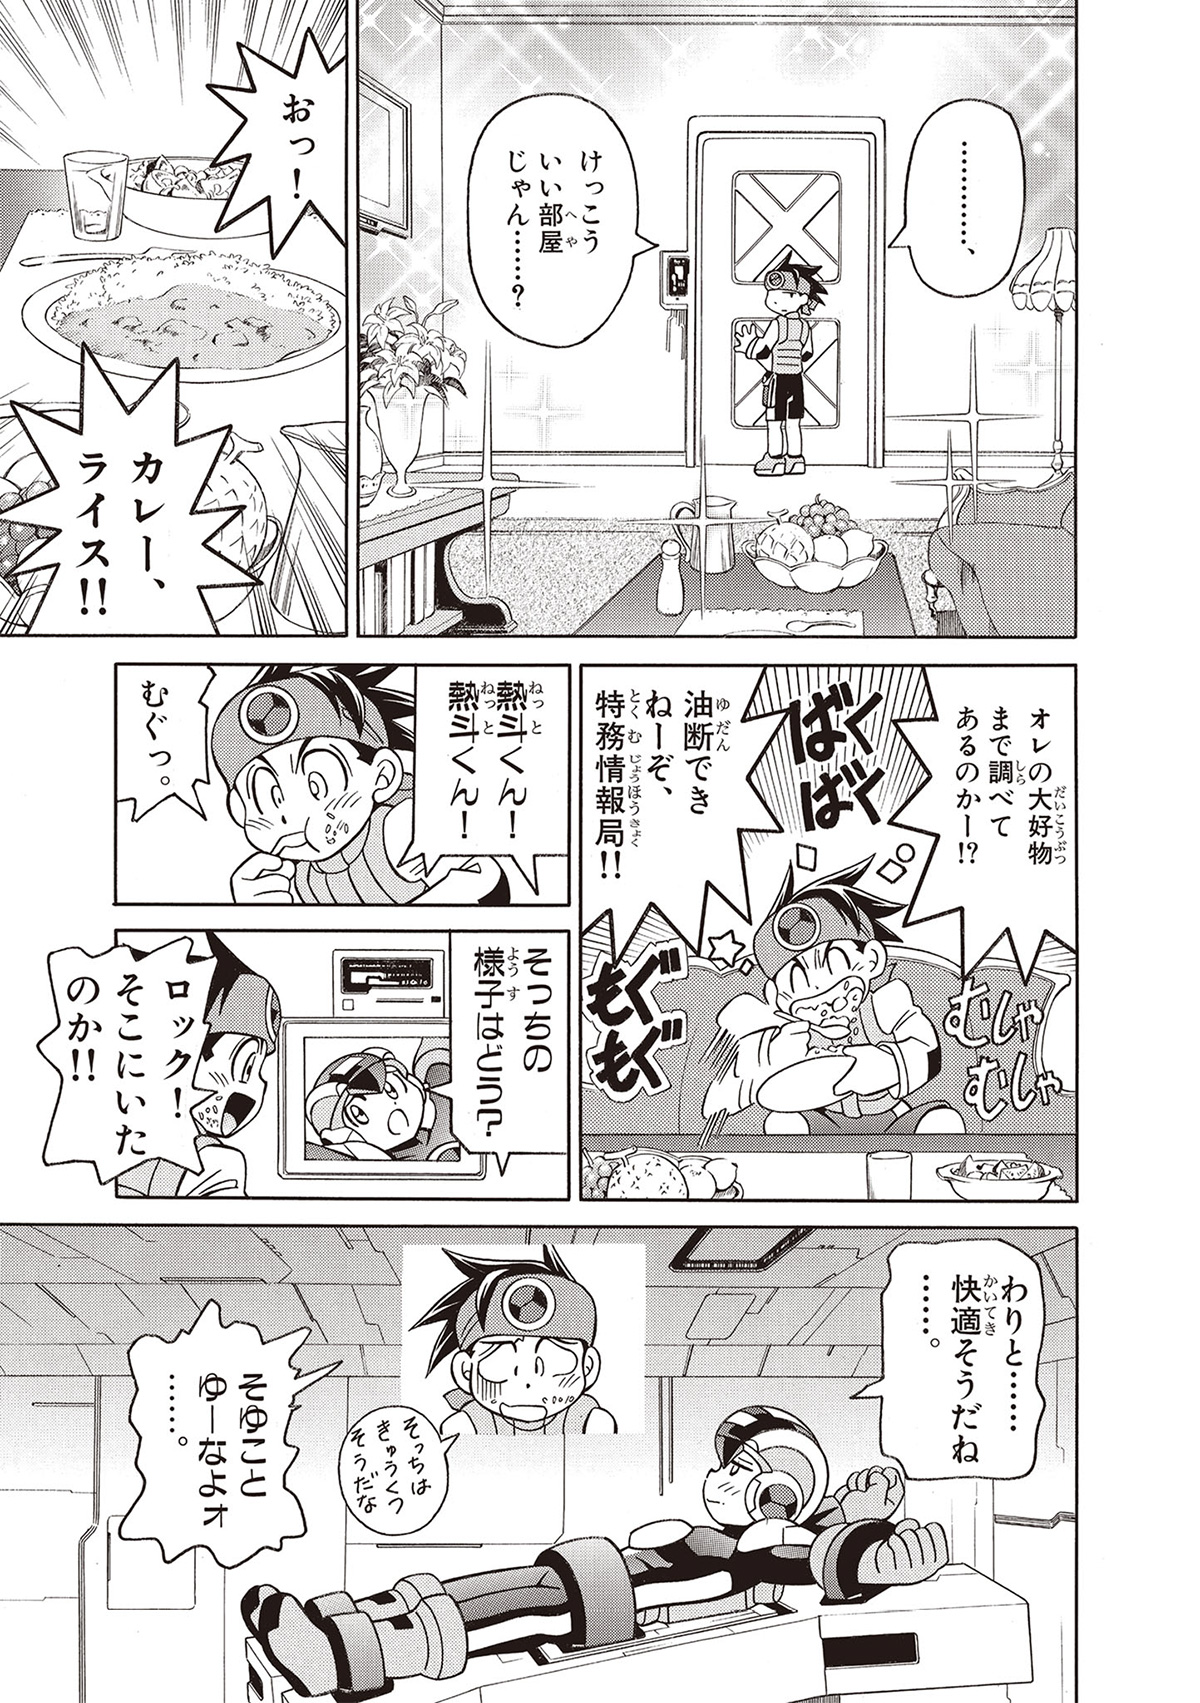 ………、
けっこう
いい部屋
じゃん……？
おっ！
カレー、
ライス!!
オレの大好物
まで調べて
あるのかー!?
ばく
ばく
油断でき
ねーぞ、
特務情報局!!
むしゃ
むしゃ
もぐ
もぐ
熱斗くん！
熱斗くん！
むぐっ。
そっちの
様子はどう？
ロック！
そこにいた
のか!!
わりと……
快適そうだね
……。
そっちは
きゅうくつ
そうだな
そゆこと
ゆーなよォ
……。